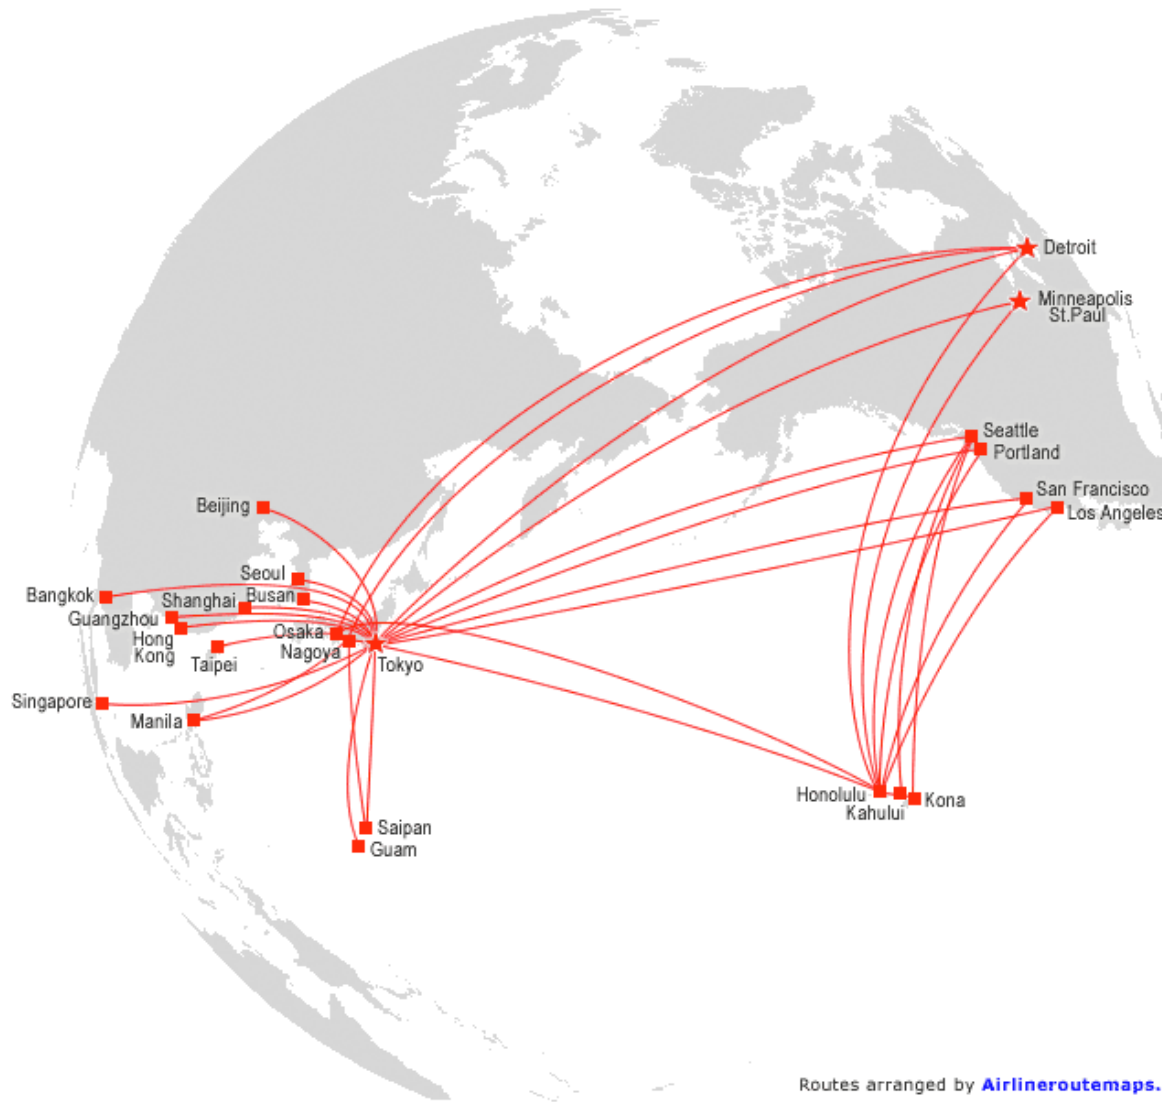 Detroit
Minneapolis
St.Paul
Seattle
Portland
San Francisco
Los Angeles
Beijing
Seoul
Bangkok
Busan
Shanghai
Guangzhou
Osaka
Hong
Kong
Nagoya
Taipei
Tokyo
Singapore
Manila
Honolulu
Kona
Kahului
Saipan
Guam
Routes arranged by Airlineroutemaps.